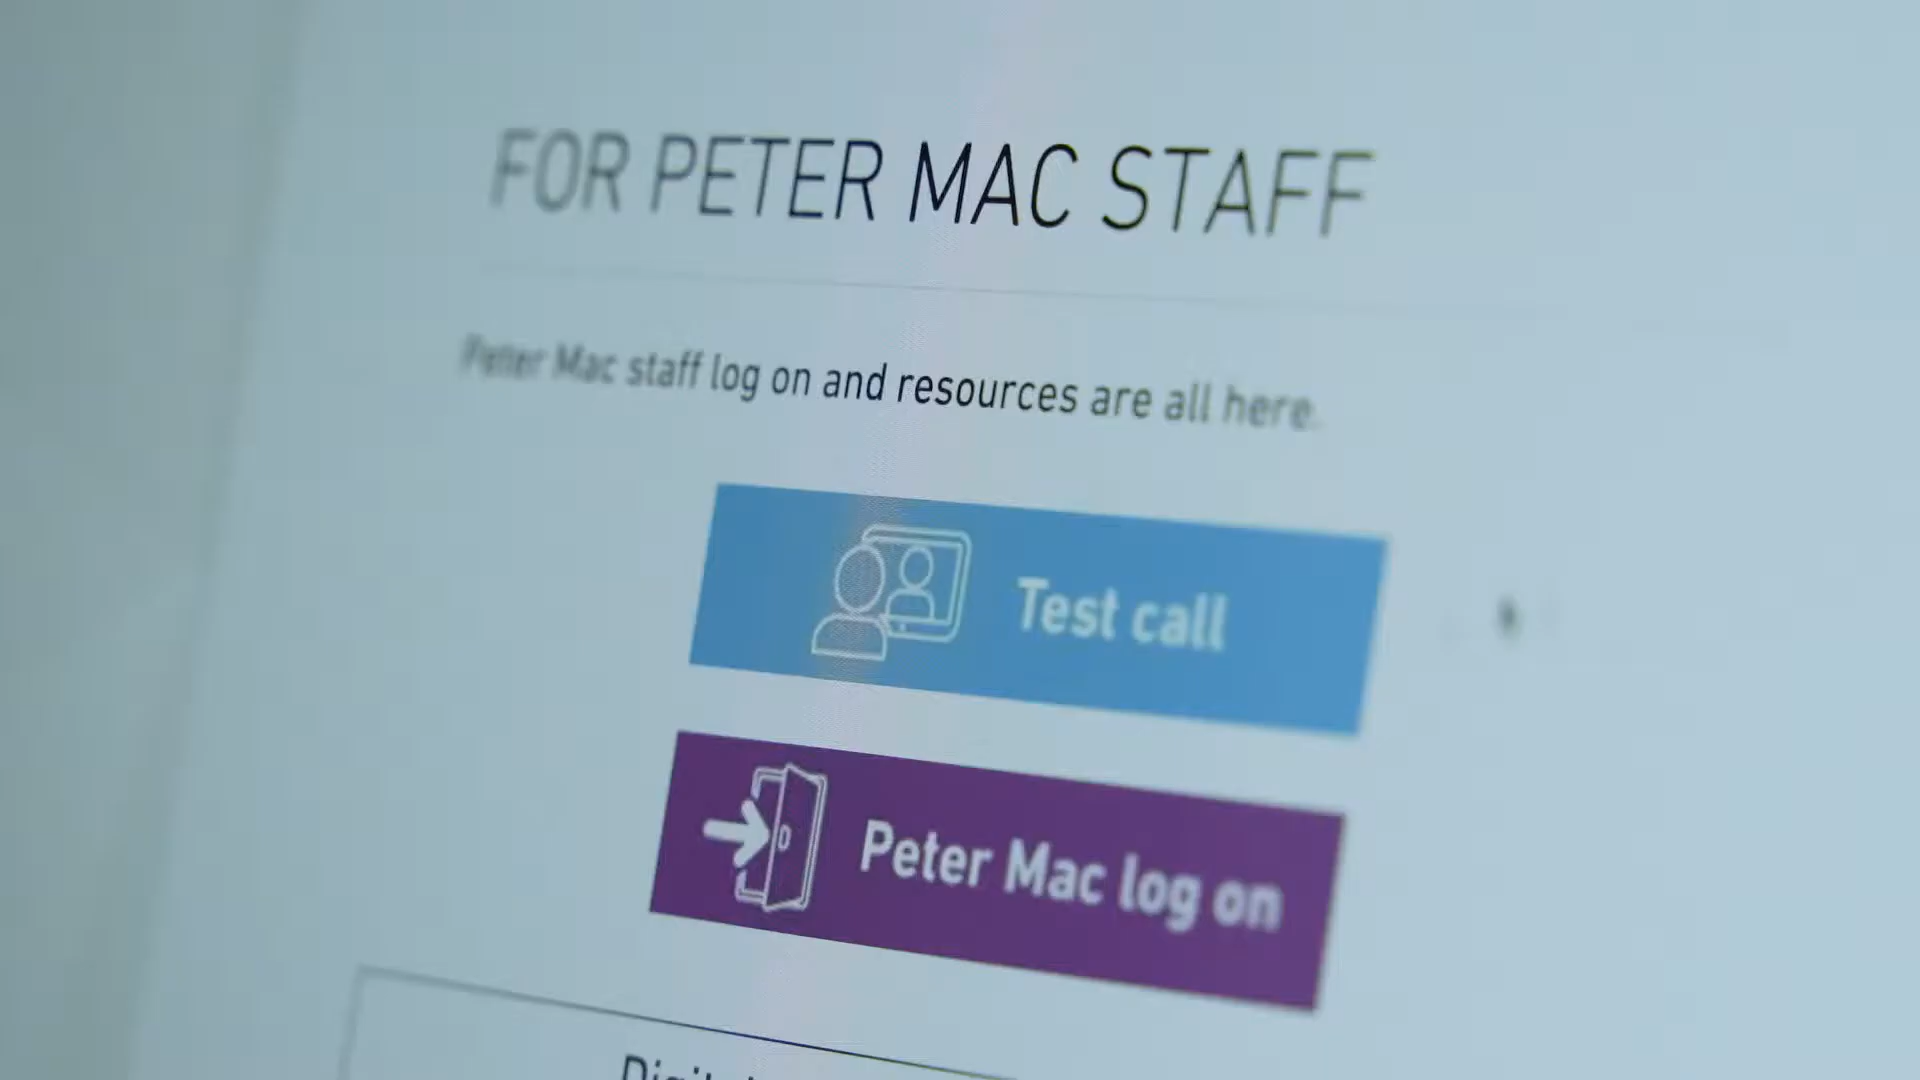 FOR PETER MAC STAFF
Peter Mac staff log on and resources are all here.
Test call
Peter Mac log on